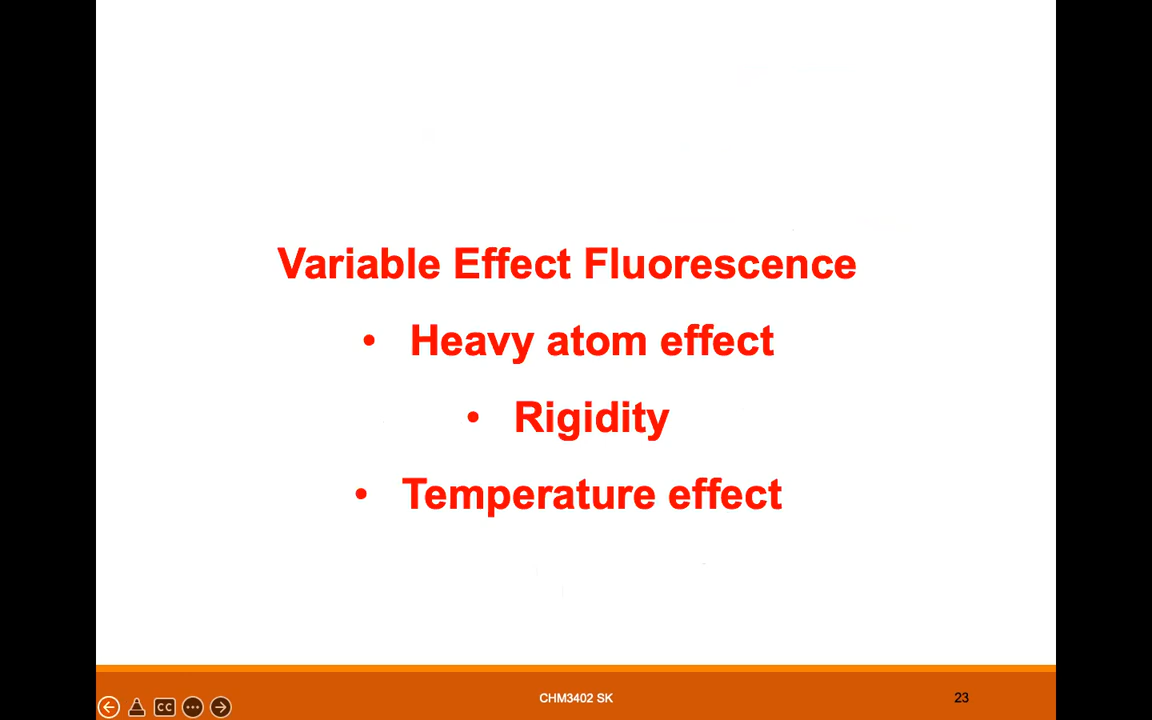 Variable Effect Fluorescence
• Heavy atom effect
• Rigidity
• Temperature effect
CC
CHM3402 SK
23